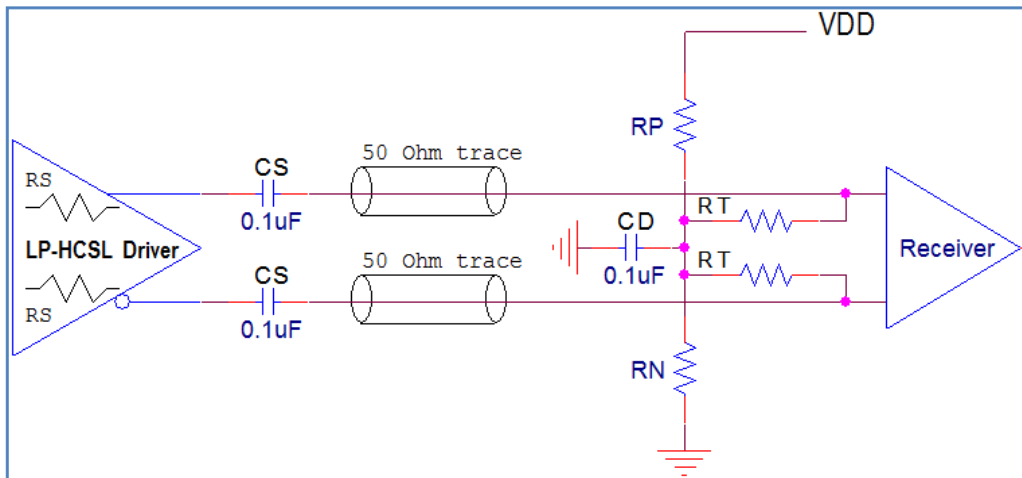 VDD
RP
50 Ohm trace
CS
RS
0.1uF
RT
CD
LP-HCSL Driver
Receiver
0.1uF
RT
50 Ohm trace
CS
RS
0.1uF
RN